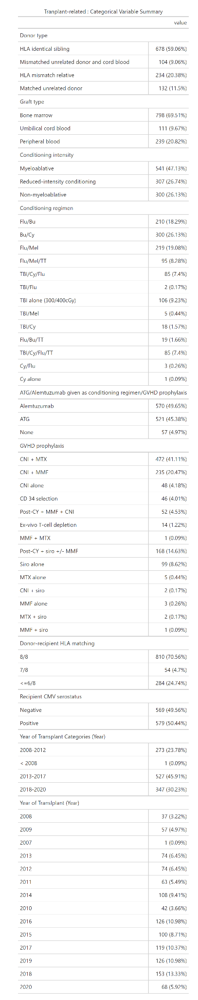 Tranplant-related : Categorical Variable Summary
value
Donor type
HLA identical sibling 678 (59.06%)
Mismatched unrelated donor and cord blood 104 (9.06%)
HLA mismatch relative 234 (20.38%)
Matched unrelated donor 132 (11.5%)
Graft type
Bone marrow 798 (69.51%)
Umbilical cord blood 111 (9.67%)
Peripheral blood 239 (20.82%)
Conditioning intensity
Myeloablative 541 (47.13%)
Reduced-intensity conditioning 307 (26.74%)
Non-myeloablative 300 (26.13%)
Conditioning regimen
Flu/Bu 210 (18.29%)
Bu/Cy 300 (26.13%)
Flu/Mel 219 (19.08%)
Flu/Mel/TT 95 (8.28%)
TBI/Cy/Flu 85 (7.4%)
TBI/Flu 2 (0.17%)
TBI alone (300/400cGy) 106 (9.23%)
TBI/Mel 5 (0.44%)
TBI/Cy 18 (1.57%)
Flu/Bu/TT 19 (1.66%)
TBI/Cy/Flu/TT 85 (7.4%)
Cy/Flu 3 (0.26%)
Cy alone 1 (0.09%)
ATG/Alemtuzumab given as conditioning regimen/GVHD prophylaxis
Alemtuzumab 570 (49.65%)
ATG 521 (45.38%)
None 57 (4.97%)
GVHD prophylaxis
CNI + MTX 472 (41.11%)
CNI + MMF 235 (20.47%)
CNI alone 48 (4.18%)
CD 34 selection 46 (4.01%)
Post-CY + MMF + CNI 52 (4.53%)
Ex-vivo T-cell depletion 14 (1.22%)
MMF + MTX 1 (0.09%)
Post-CY + siro +/- MMF 168 (14.63%)
Siro alone 99 (8.62%)
MTX alone 5 (0.44%)
CNI + siro 2 (0.17%)
MMF alone 3 (0.26%)
MTX + siro 2 (0.17%)
MMF + siro 1 (0.09%)
Donor-recipient HLA matching
8/8 810 (70.56%)
7/8 54 (4.7%)
<=6/8 284 (24.74%)
Recipient CMV serostatus
Negative 569 (49.56%)
Positive 579 (50.44%)
Year of Transplant Categories (Year)
2008-2012 273 (23.78%)
< 2008 1 (0.09%)
2013-2017 527 (45.91%)
2018-2020 347 (30.23%)
Year of Translplant (Year)
2008 37 (3.22%)
2009 57 (4.97%)
2007 1 (0.09%)
2013 74 (6.45%)
2012 74 (6.45%)
2011 63 (5.49%)
2014 108 (9.41%)
2010 42 (3.66%)
2016 126 (10.98%)
2015 100 (8.71%)
2017 119 (10.37%)
2019 126 (10.98%)
2018 153 (13.33%)
2020 68 (5.92%)